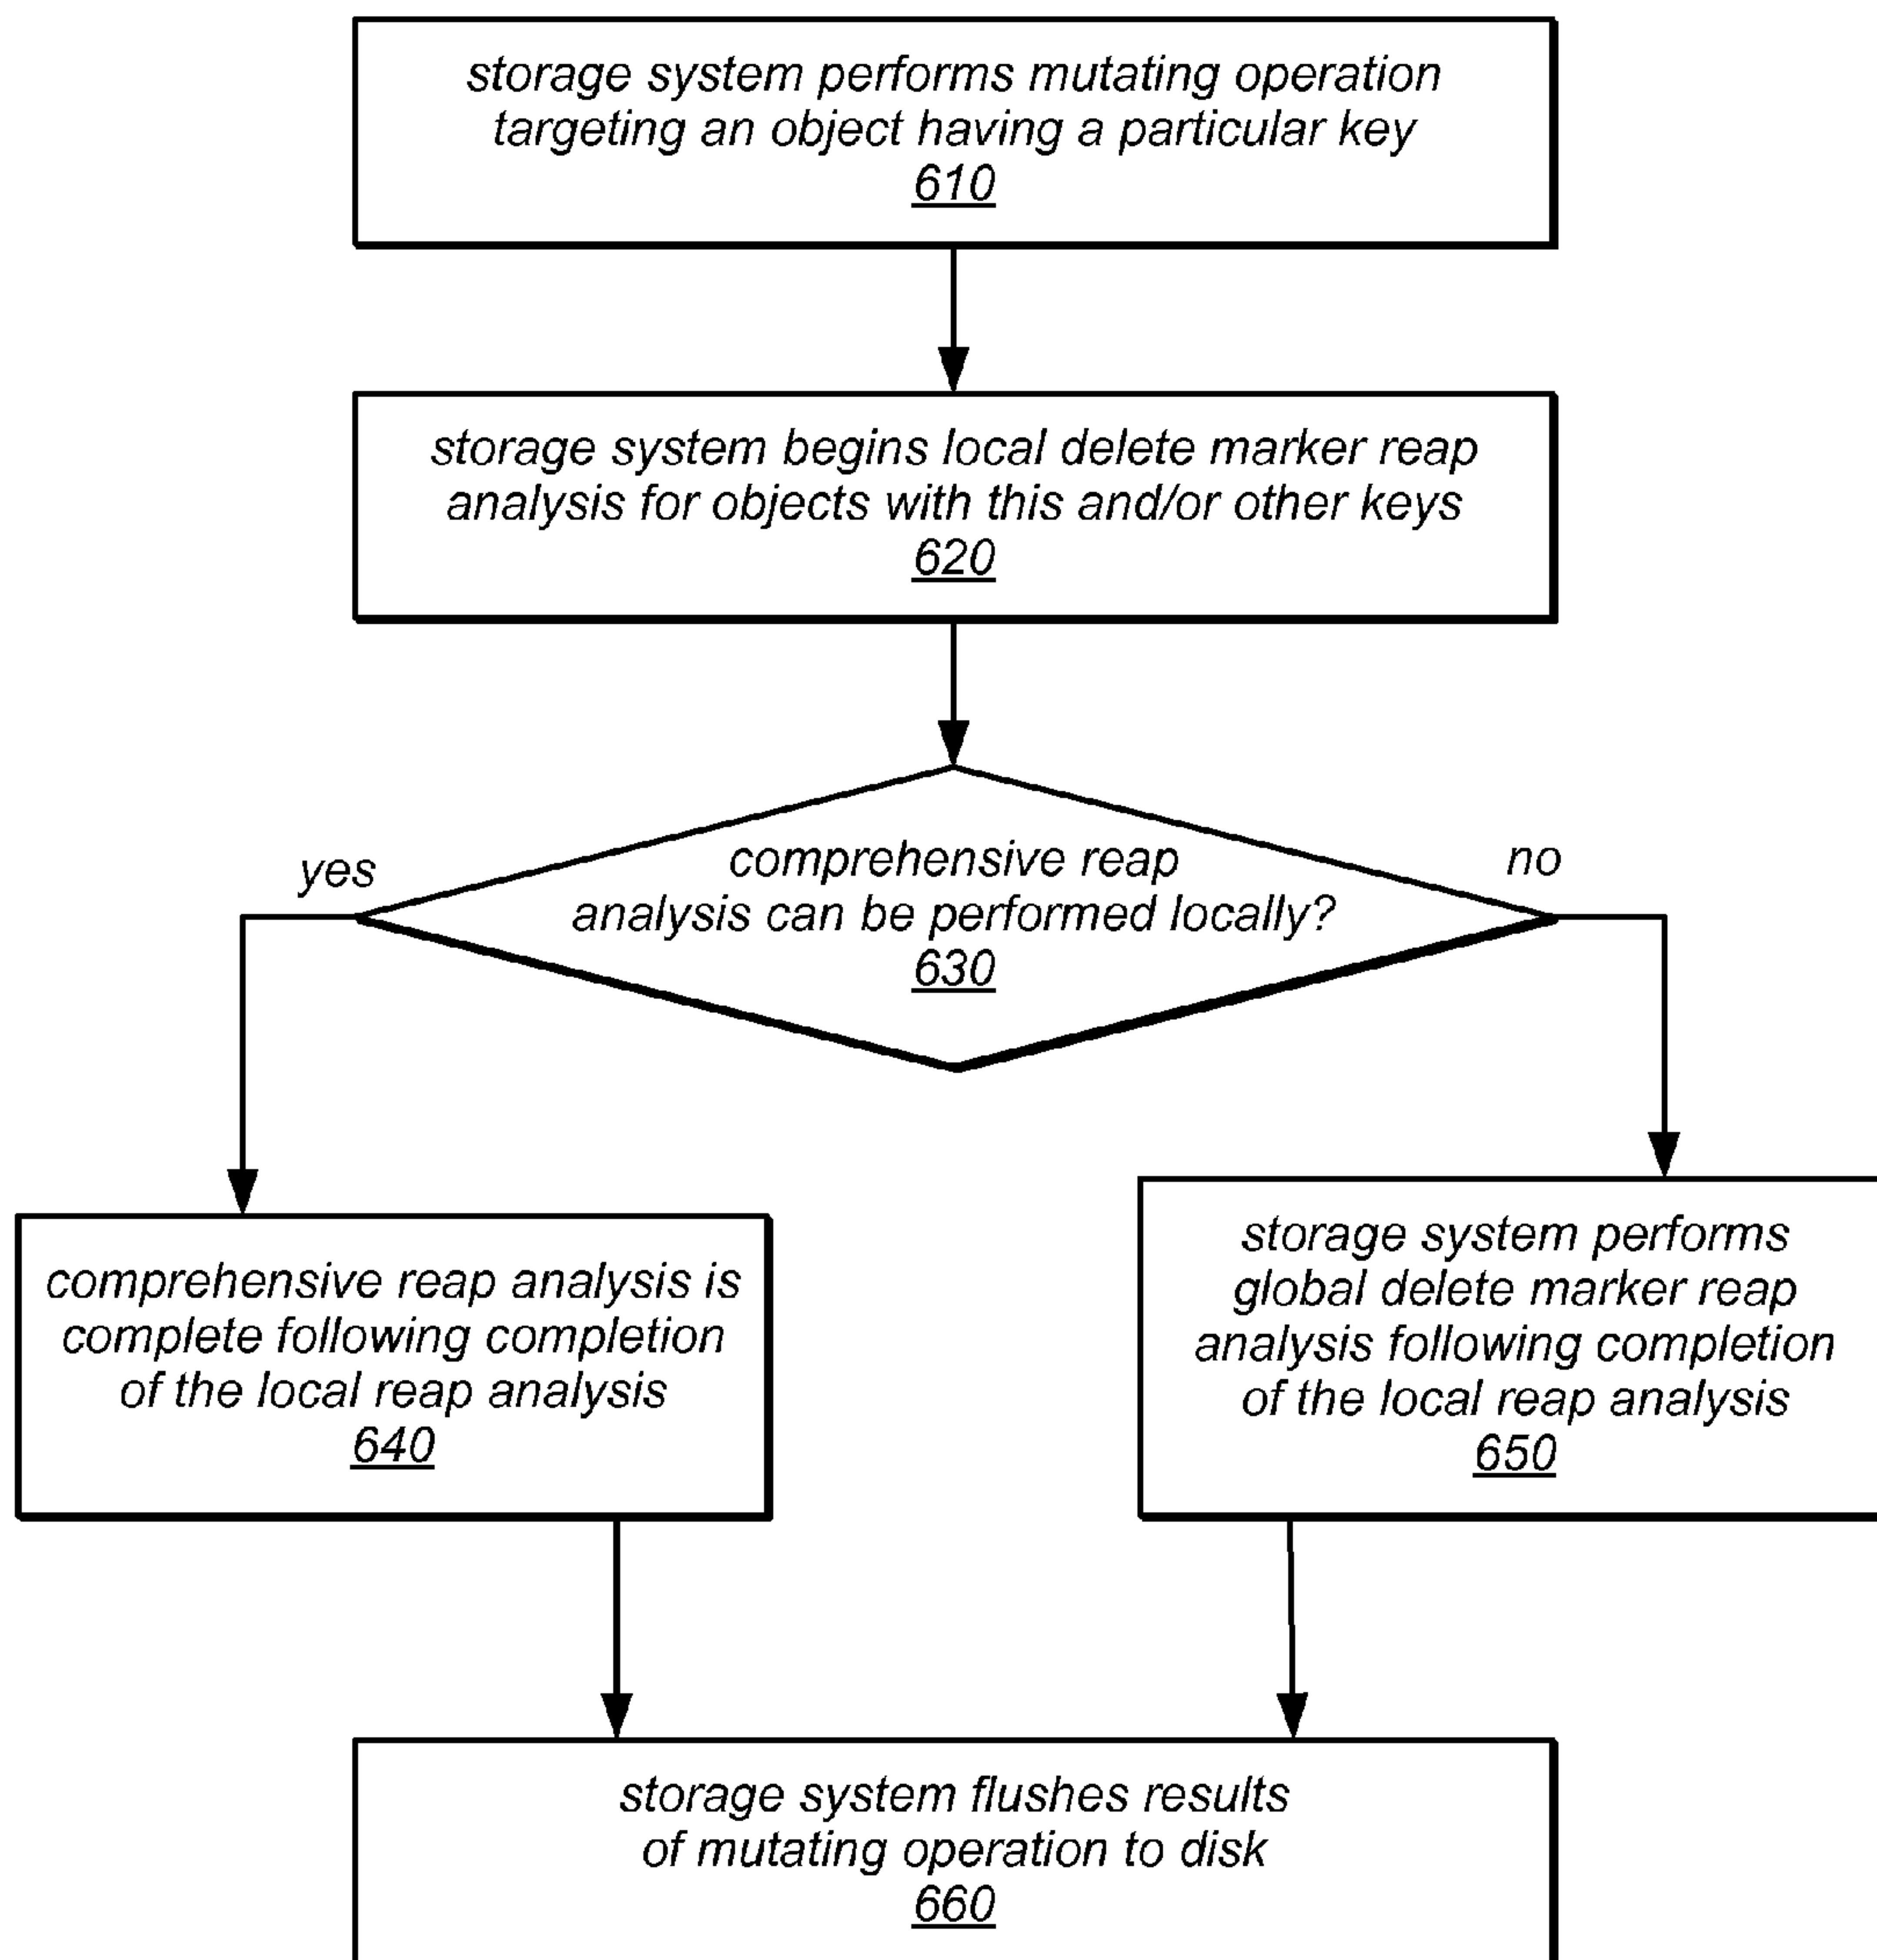 storage system performs mutating operation
targeting an object having a particular key
610
storage system begins local delete marker reap
analysis for objects with this and/or other keys
620
comprehensive reap
analysis can be performed locally?
630
yes
no
comprehensive reap analysis is
complete following completion
of the local reap analysis
640
storage system performs
global delete marker reap
analysis following completion
of the local reap analysis
650
storage system flushes results
of mutating operation to disk
660